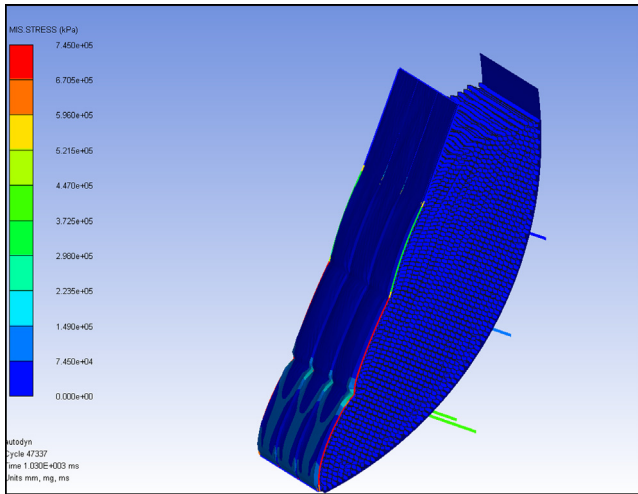 MIS.STRESS (kPa)
7.450e+05
6.705e+05
5.960e+05
5.215e+05
4.470e+05
3.725e+05
2.980e+05
2.235e+05
1.490e+05
7.450e+04
0.000e+00
autodyn
Cycle 47337
Time 1.030E+003 ms
Units mm, mg, ms